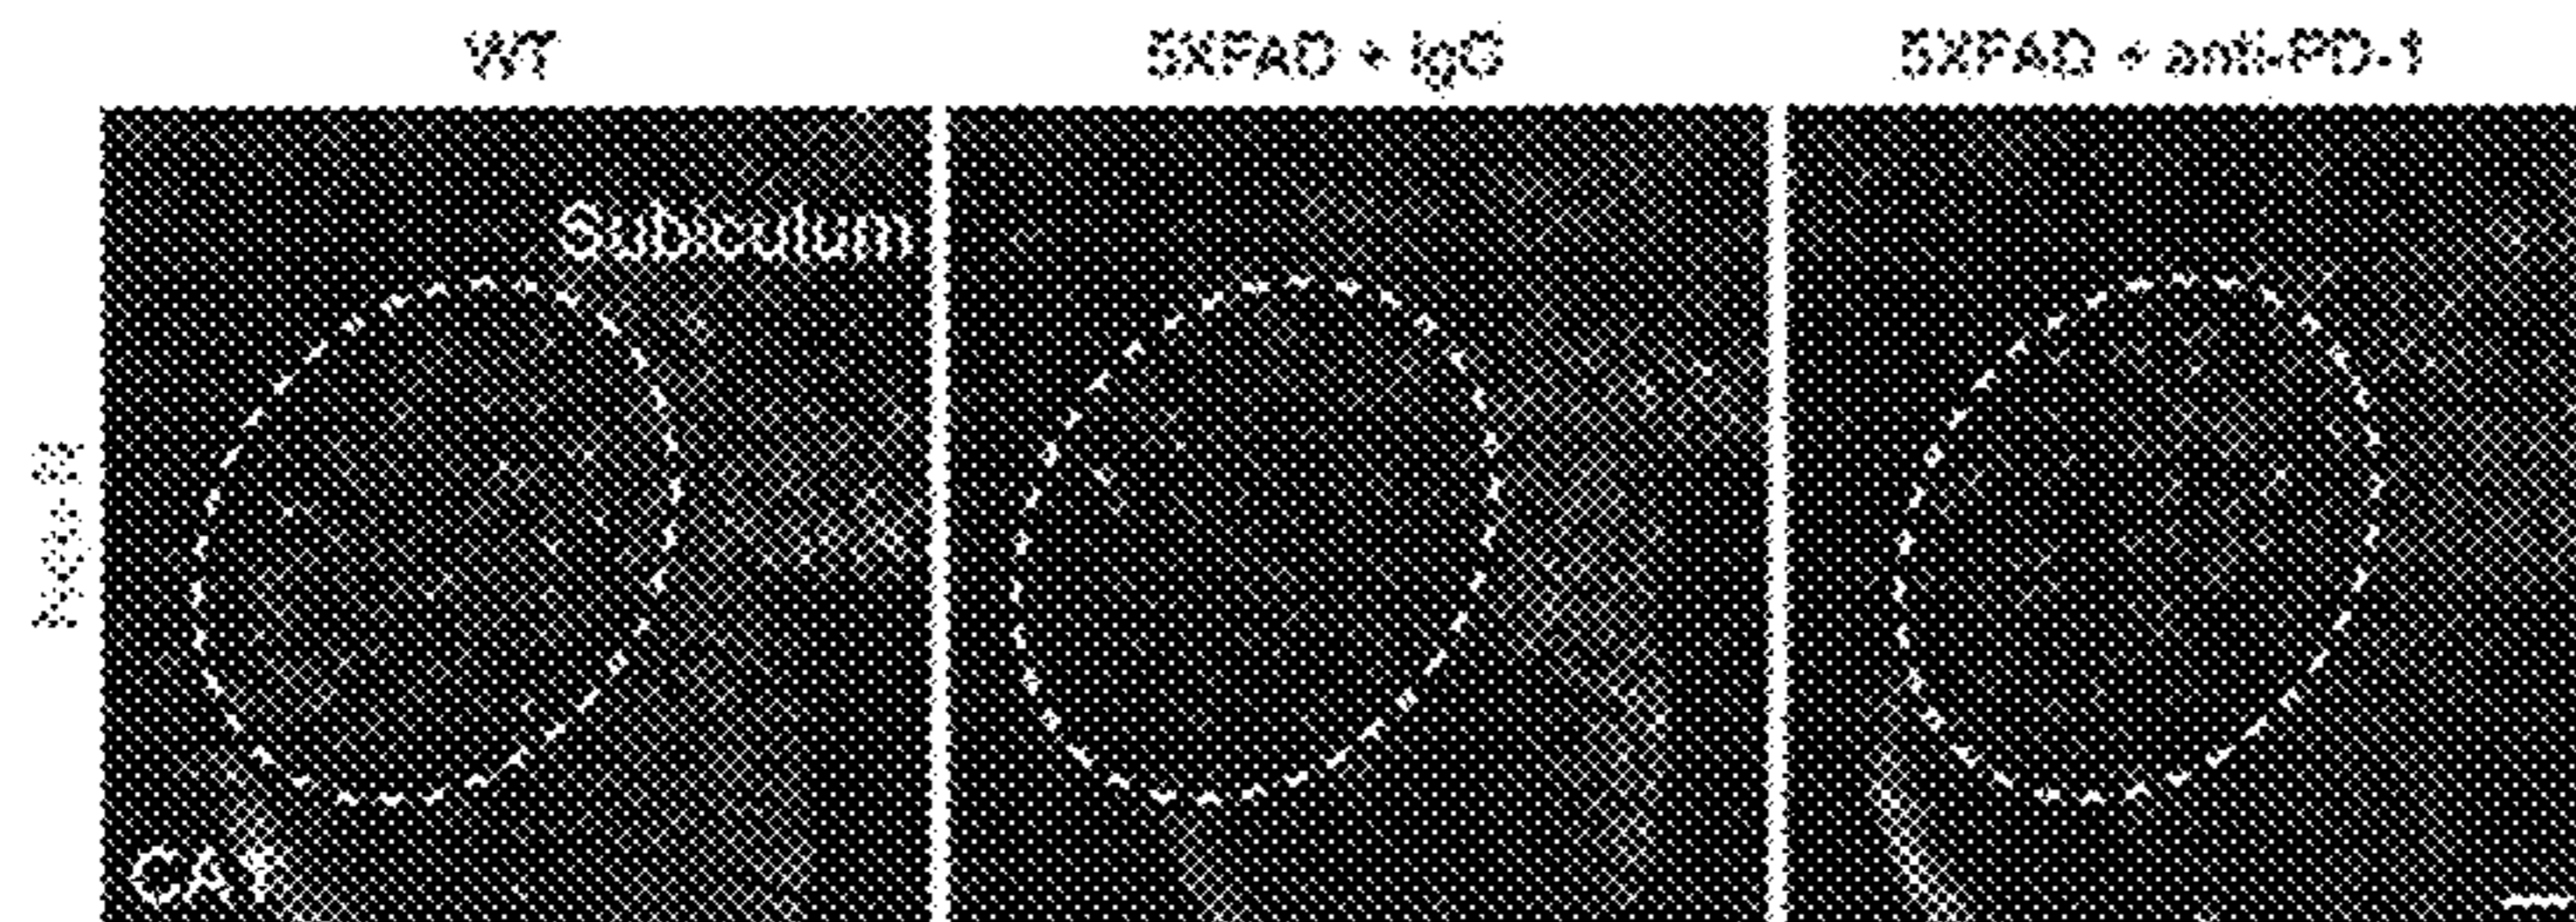 WT
5XFAD + IgG
5XFAD + anti-PD-1
Subiculum
CA1